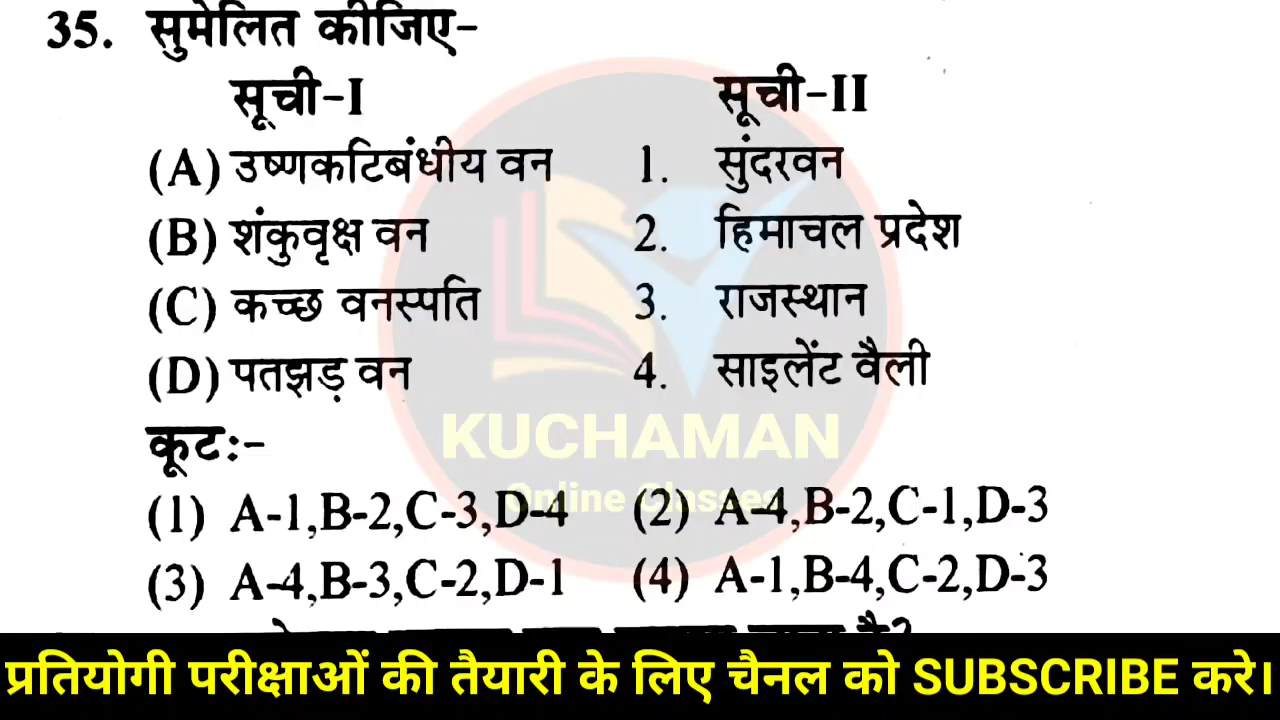 35. सुमेलित कीजिए-
सूची-I सूची-II
(A) उष्णकटिबंधीय वन 1. सुंदरवन
(B) शंकुवृक्ष वन 2. हिमाचल प्रदेश
(C) कच्छ वनस्पति 3. राजस्थान
(D) पतझड़ वन 4. साइलेंट वैली
KUCHAMAN
कूटः-
Online Classes
(1) A-1,B-2,C-3,D-4 (2) A-4,B-2,C-1,D-3
(3) A-4,B-3,C-2,D-1 (4) A-1,B-4,C-2,D-3
प्रतियोगी परीक्षाओं की तैयारी के लिए चैनल को SUBSCRIBE करे।